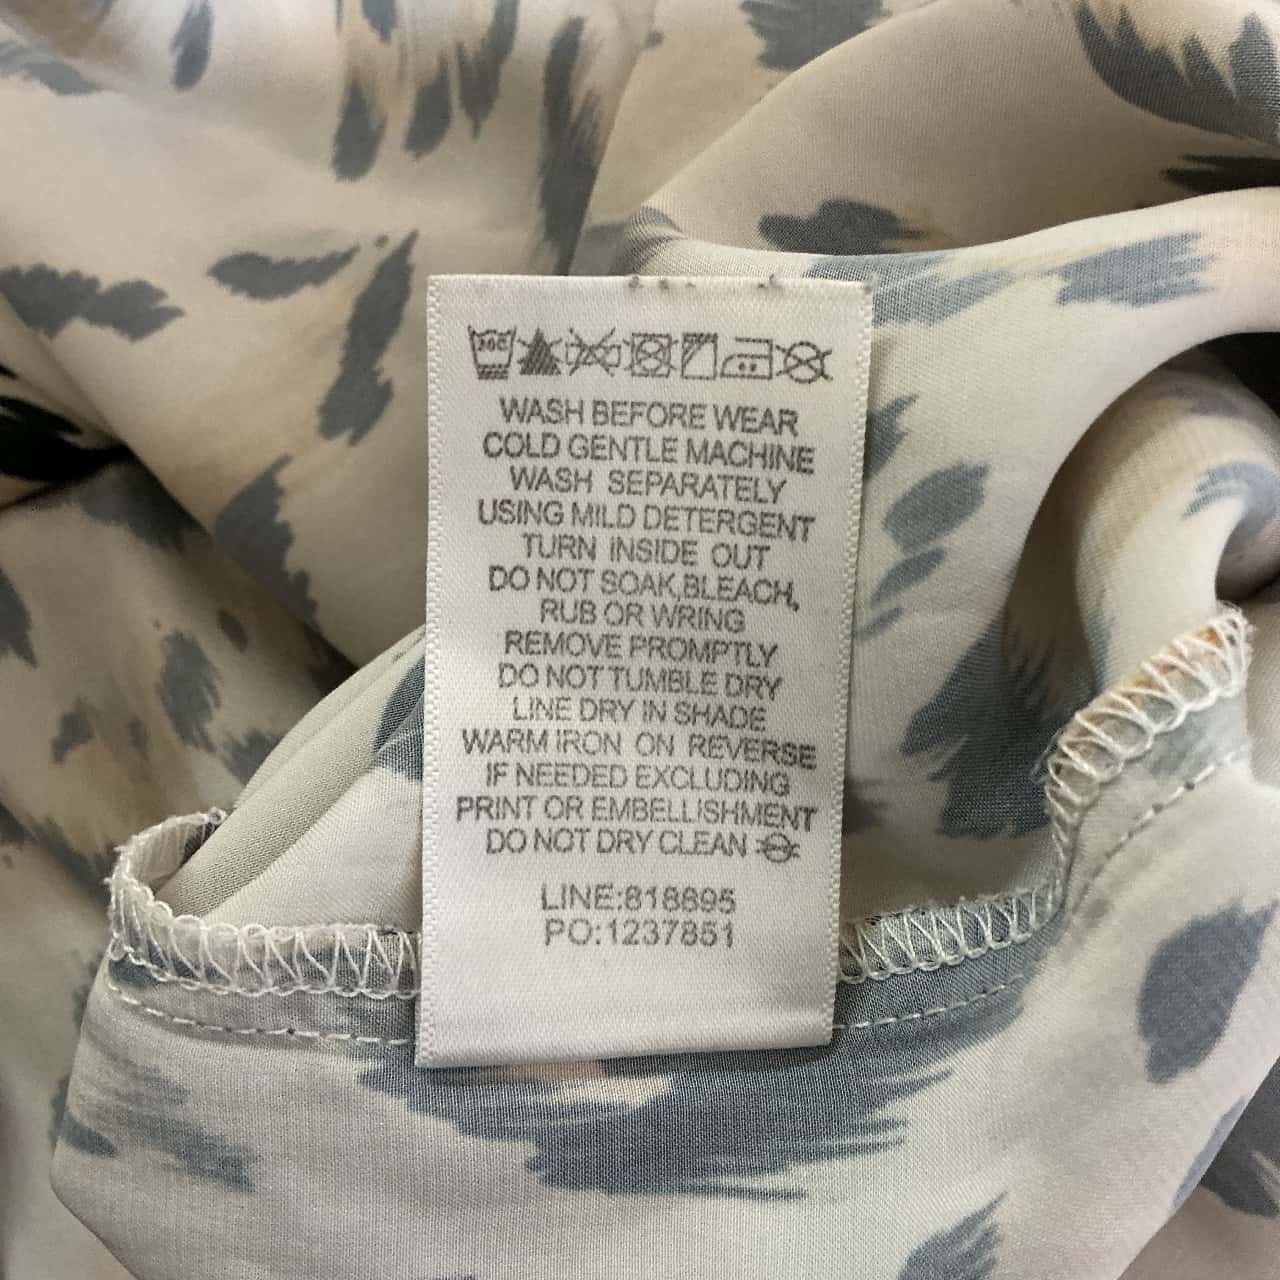 30C
WASH BEFORE WEAR
COLD GENTLE MACHINE
WASH SEPARATELY
USING MILD DETERGENT
TURN INSIDE OUT
DO NOT SOAK,BLEACH,
RUB OR WRING
REMOVE PROMPTLY
DO NOT TUMBLE DRY
LINE DRY IN SHADE
WARM IRON ON REVERSE
IF NEEDED EXCLUDING
PRINT OR EMBELLISHMENT
DO NOT DRY CLEAN
LINE:818895
PO:1237851